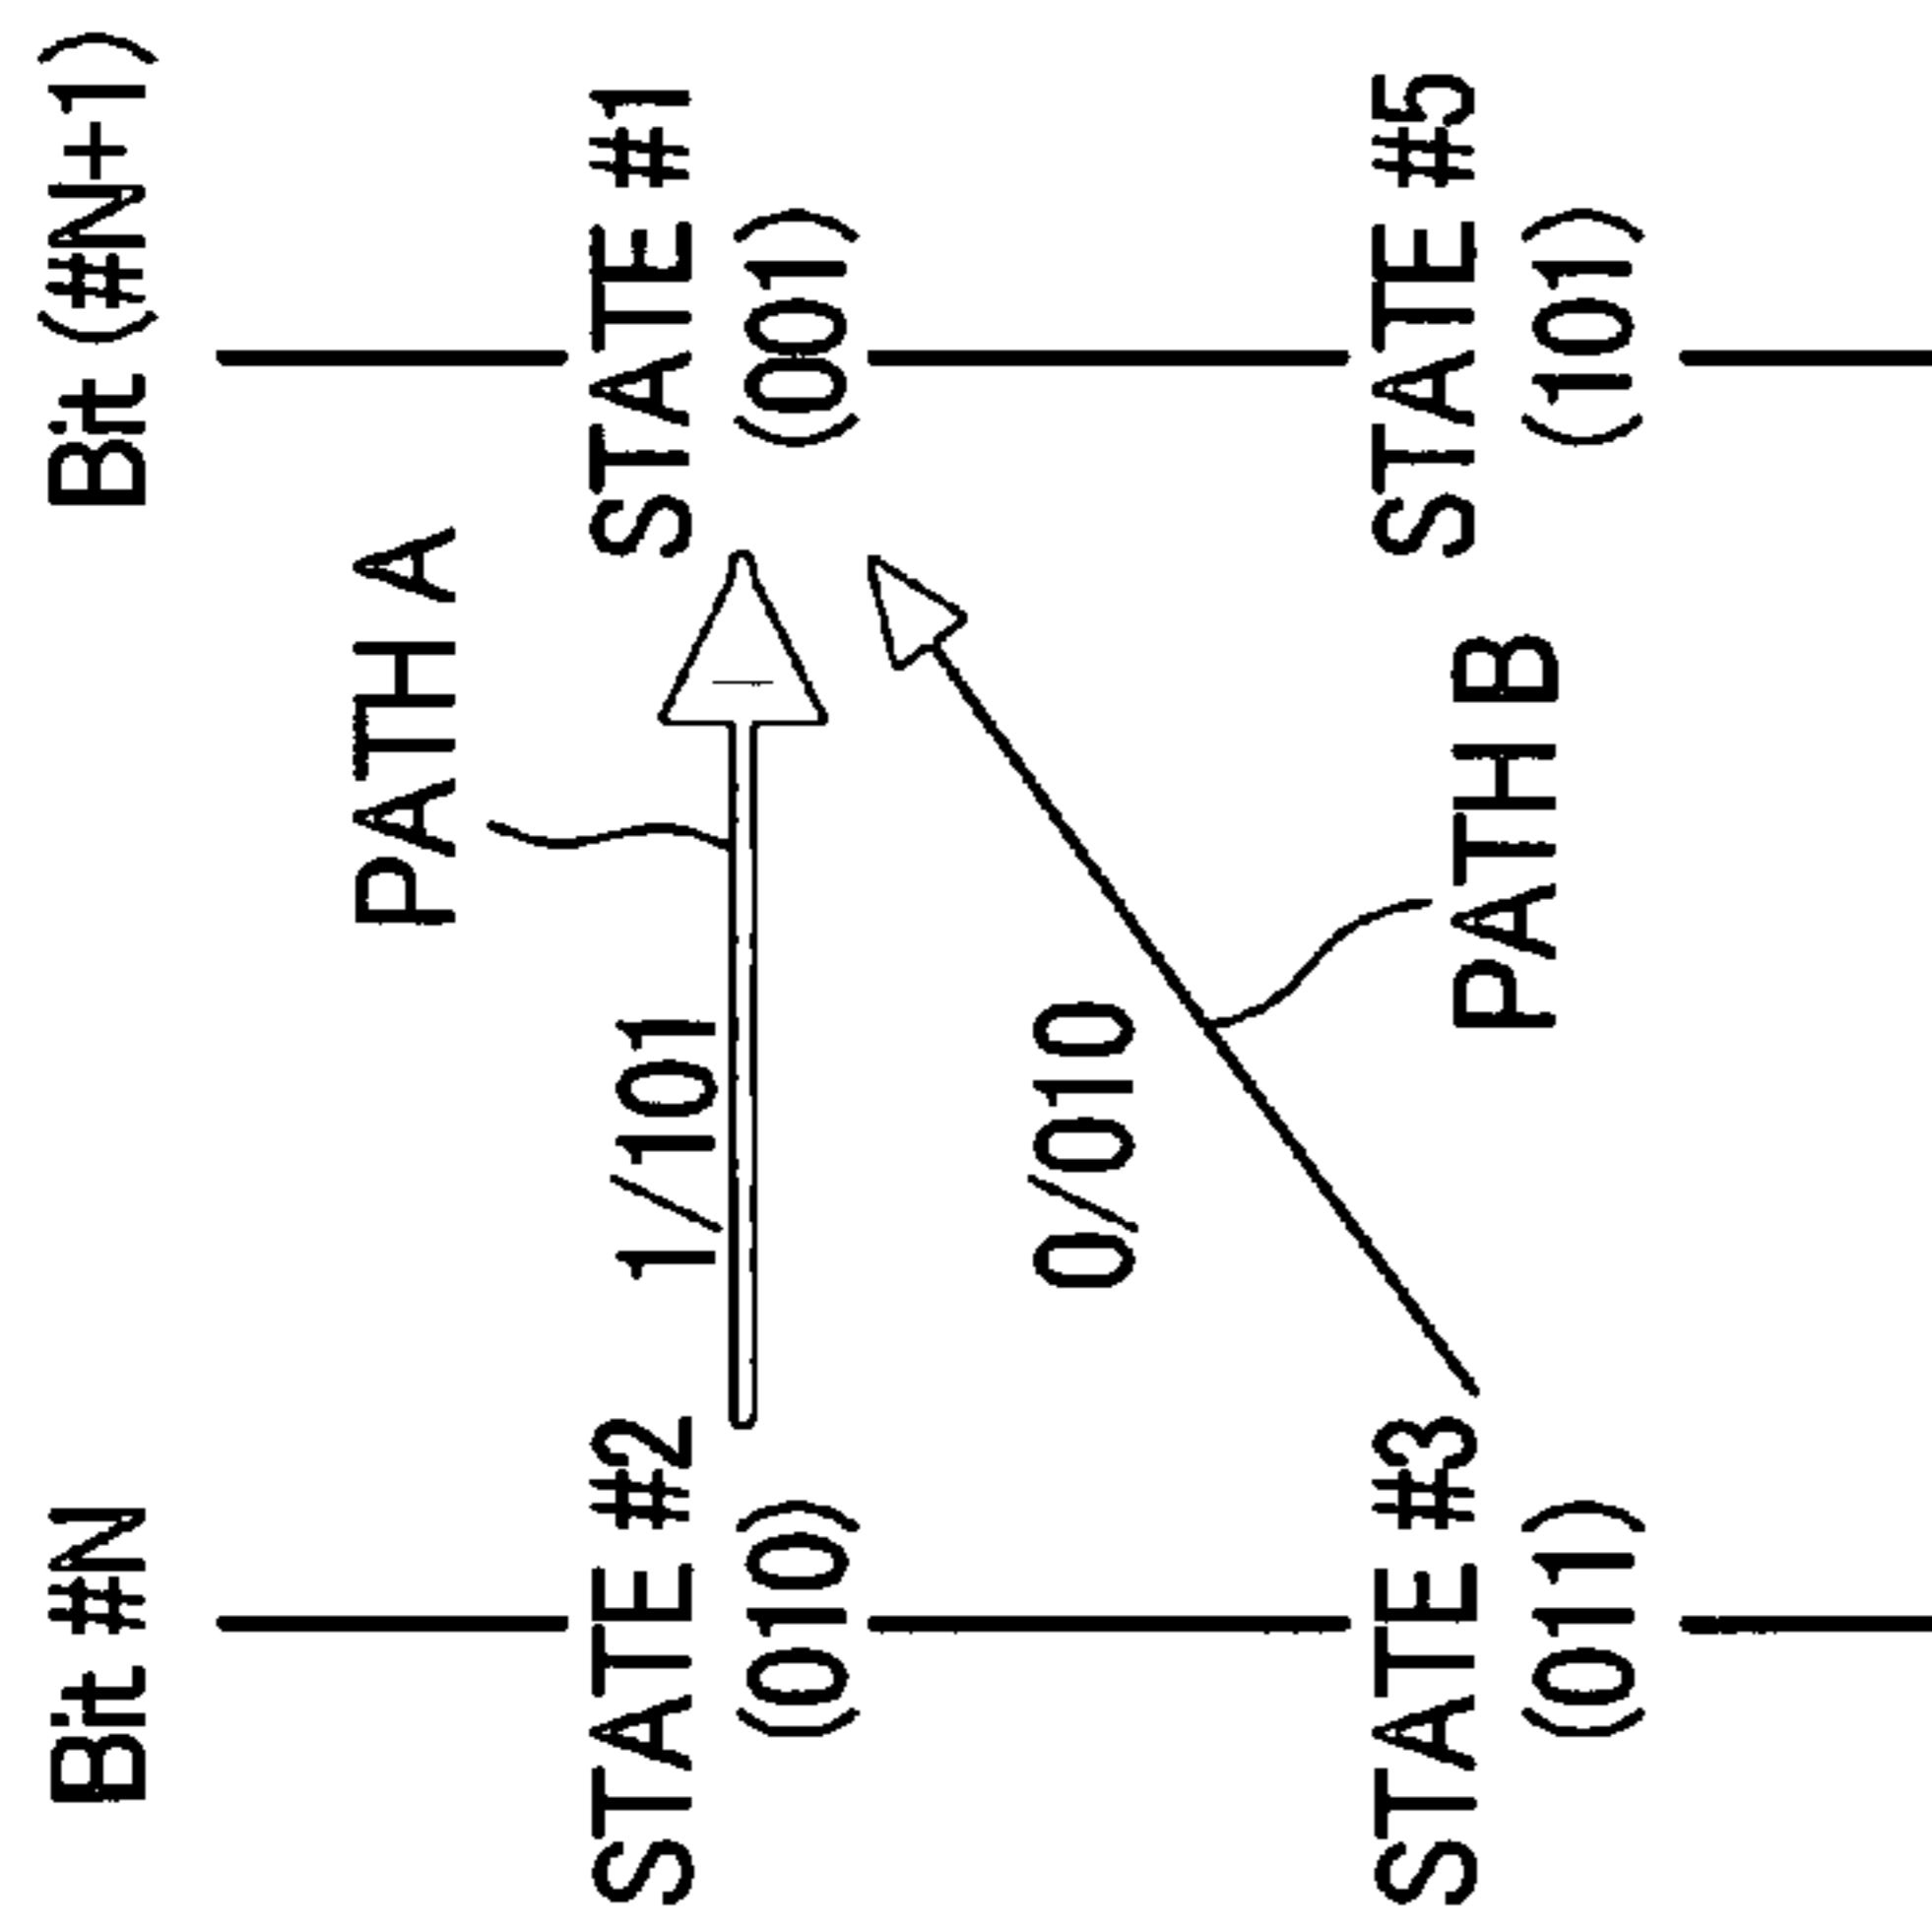 Bit #N
Bit (#N+1)
PATH A
STATE #2
(010)
1/101
STATE #1
(001)
0/010
STATE #3
(011)
PATH B
STATE #5
(101)